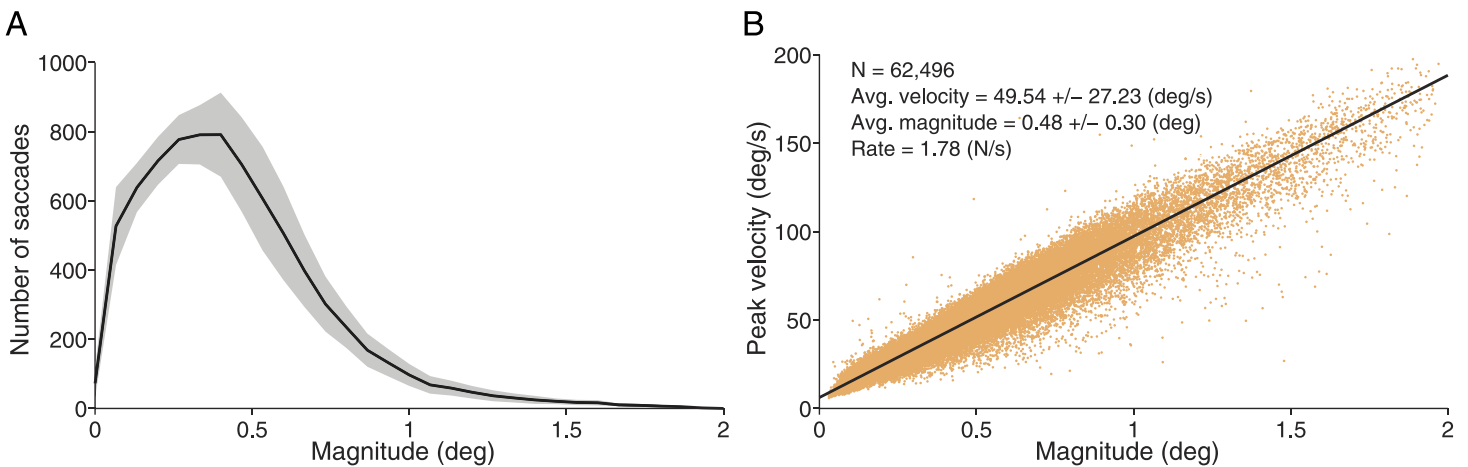 A
Number of saccades
1000
800
600
400
200
0
0 0.5 1 1.5 2
Magnitude (deg)
B
Peak velocity (deg/s)
200
150
100
50
0
N = 62,496
Avg. velocity = 49.54 +/− 27.23 (deg/s)
Avg. magnitude = 0.48 +/− 0.30 (deg)
Rate = 1.78 (N/s)
0 0.5 1 1.5 2
Magnitude (deg)